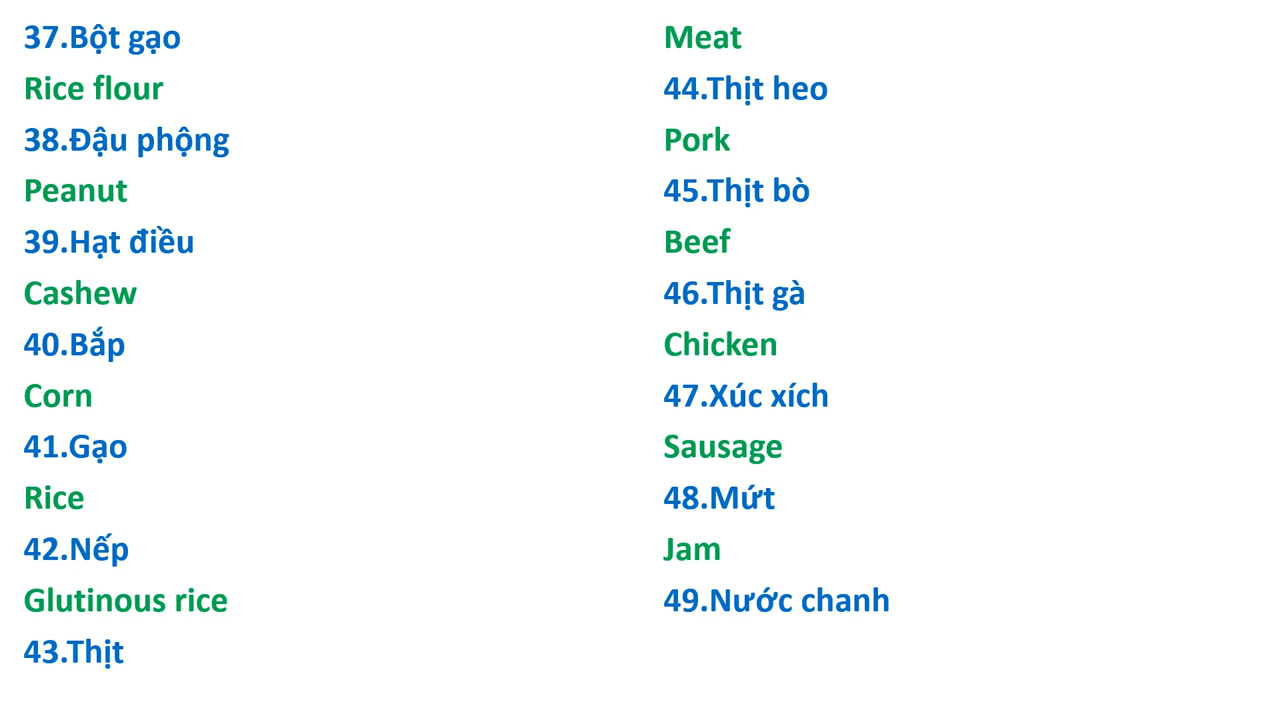 37.Bột gạo
Rice flour
38.Đậu phộng
Peanut
39.Hạt điều
Cashew
40.Bắp
Corn
41.Gạo
Rice
42.Nếp
Glutinous rice
43.Thịt
Meat
44.Thịt heo
Pork
45.Thịt bò
Beef
46.Thịt gà
Chicken
47.Xúc xích
Sausage
48.Mứt
Jam
49.Nước chanh